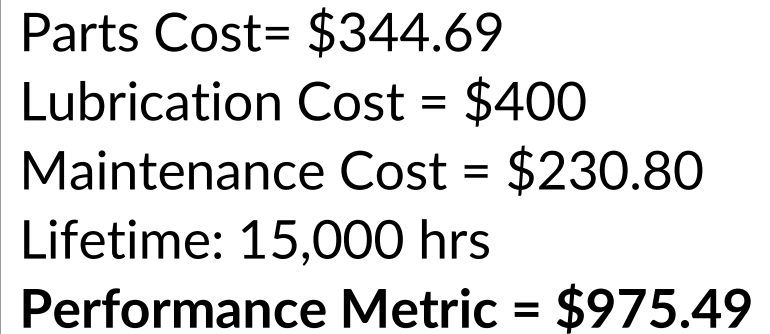 Parts Cost= $344.69
Lubrication Cost = $400
Maintenance Cost = $230.80
Lifetime: 15,000 hrs
Performance Metric = $975.49